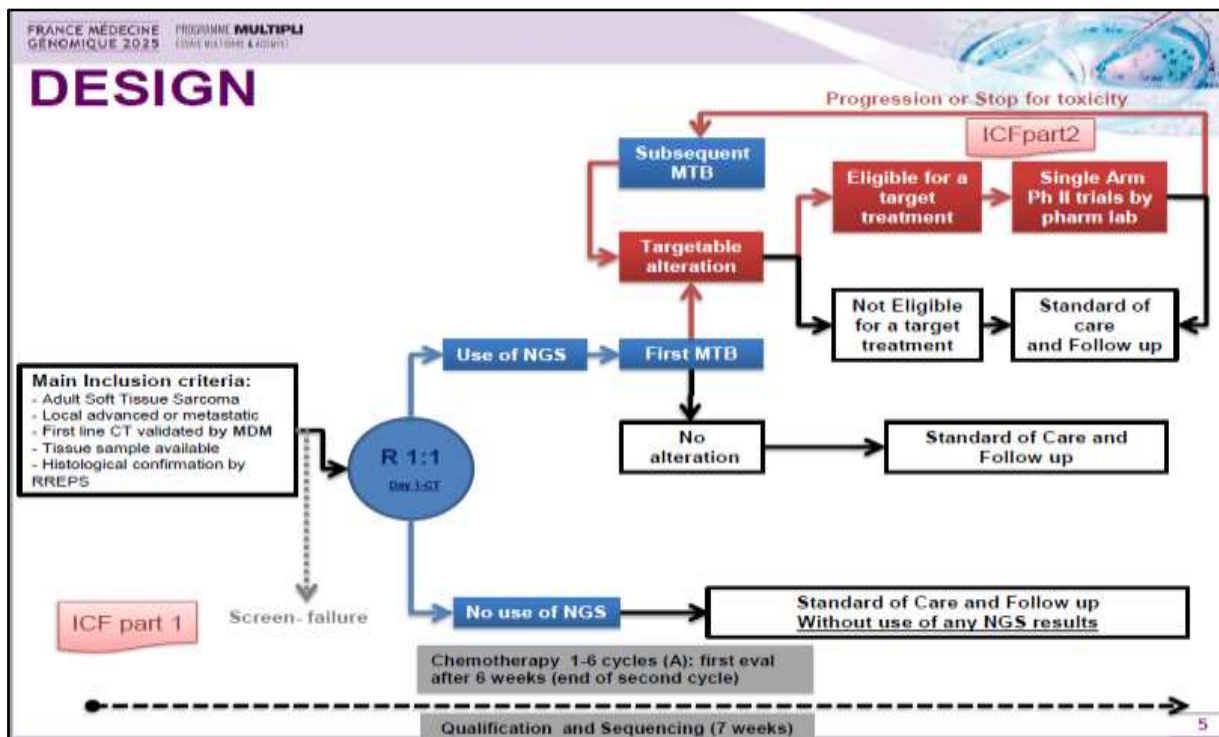 FRANCE MÉDECINE
GÉNOMIQUE 2025
PROGRAMME MULTIPLI
DESIGN
Progression or Stop for toxicity
ICFpart2
Subsequent
MTB
Eligible for a
target
treatment
Single Arm
Ph II trials by
pharm lab
Targetable
alteration
Not Eligible
for a target
treatment
Standard of
care
and Follow up
Use of NGS
First MTB
Main Inclusion criteria:
- Adult Soft Tissue Sarcoma
- Local advanced or metastatic
- First line CT validated by MDM
- Tissue sample available
- Histological confirmation by
RREPS
R 1:1
Day 1-CT
No
alteration
Standard of Care and
Follow up
ICF part 1
Screen- failure
No use of NGS
Standard of Care and Follow up
Without use of any NGS results
Chemotherapy 1-6 cycles (A): first eval
after 6 weeks (end of second cycle)
Qualification and Sequencing (7 weeks)
5